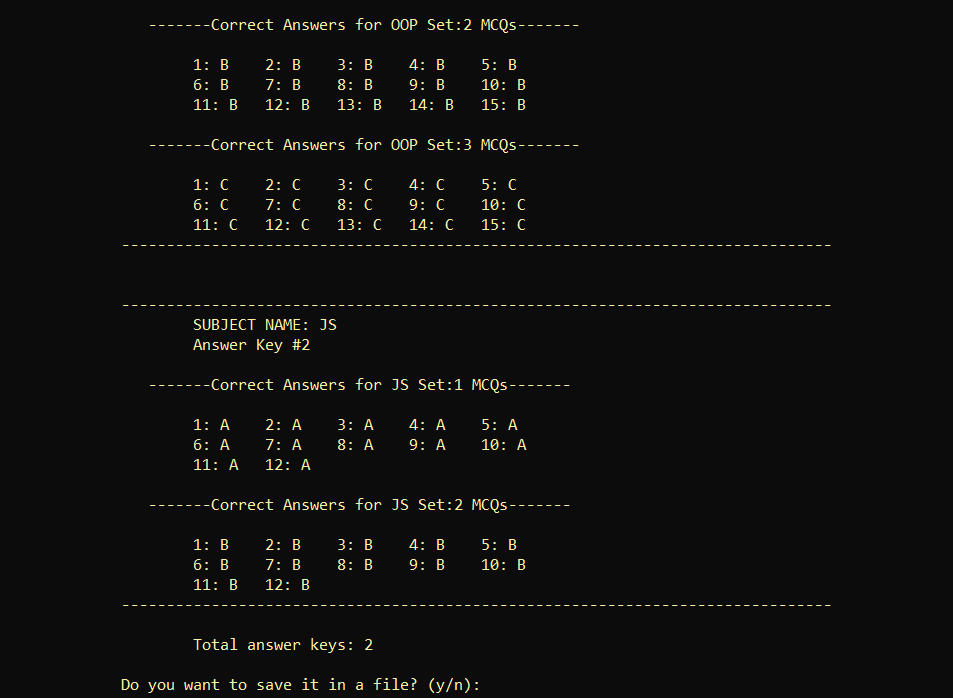 -------Correct Answers for OOP Set:2 MCQs-------
1: B    2: B    3: B    4: B    5: B
6: B    7: B    8: B    9: B    10: B
11: B   12: B   13: B   14: B   15: B
-------Correct Answers for OOP Set:3 MCQs-------
1: C    2: C    3: C    4: C    5: C
6: C    7: C    8: C    9: C    10: C
11: C   12: C   13: C   14: C   15: C
-------------------------------------------------------------------------------
-------------------------------------------------------------------------------
SUBJECT NAME: JS
Answer Key #2
-------Correct Answers for JS Set:1 MCQs-------
1: A    2: A    3: A    4: A    5: A
6: A    7: A    8: A    9: A    10: A
11: A   12: A
-------Correct Answers for JS Set:2 MCQs-------
1: B    2: B    3: B    4: B    5: B
6: B    7: B    8: B    9: B    10: B
11: B   12: B
-------------------------------------------------------------------------------
Total answer keys: 2
Do you want to save it in a file? (y/n):